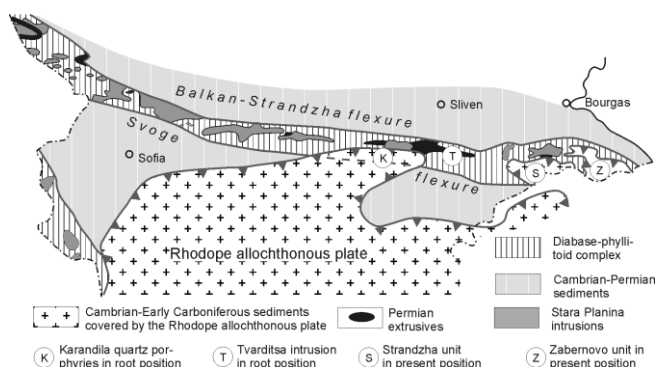 Balkan-Strandzha flexure
Sliven
Bourgas
Svoge
Sofia
K
T
S
Z
flexure
Rhodope allochthonous plate
Diabase-phylli-
toid complex
Cambrian-Permian
sediments
Cambrian-Early Carboniferous sediments
covered by the Rhodope allochthonous plate
Permian
extrusives
Stara Planina
intrusions
K Karandila quartz por-
phyries in root position
T Tvarditsa intrusion
in root position
S Strandzha unit
in present position
Z Zabernovo unit in
present position